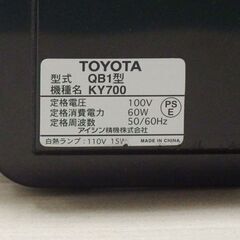 TOYOTA
型式 QB1型
機種名 KY700
定格電圧 100V
定格消費電力 60W
定格周波数 50/60Hz
PS
E
アイシン精機株式会社
白熱ランプ：110V 15W MADE IN CHINA